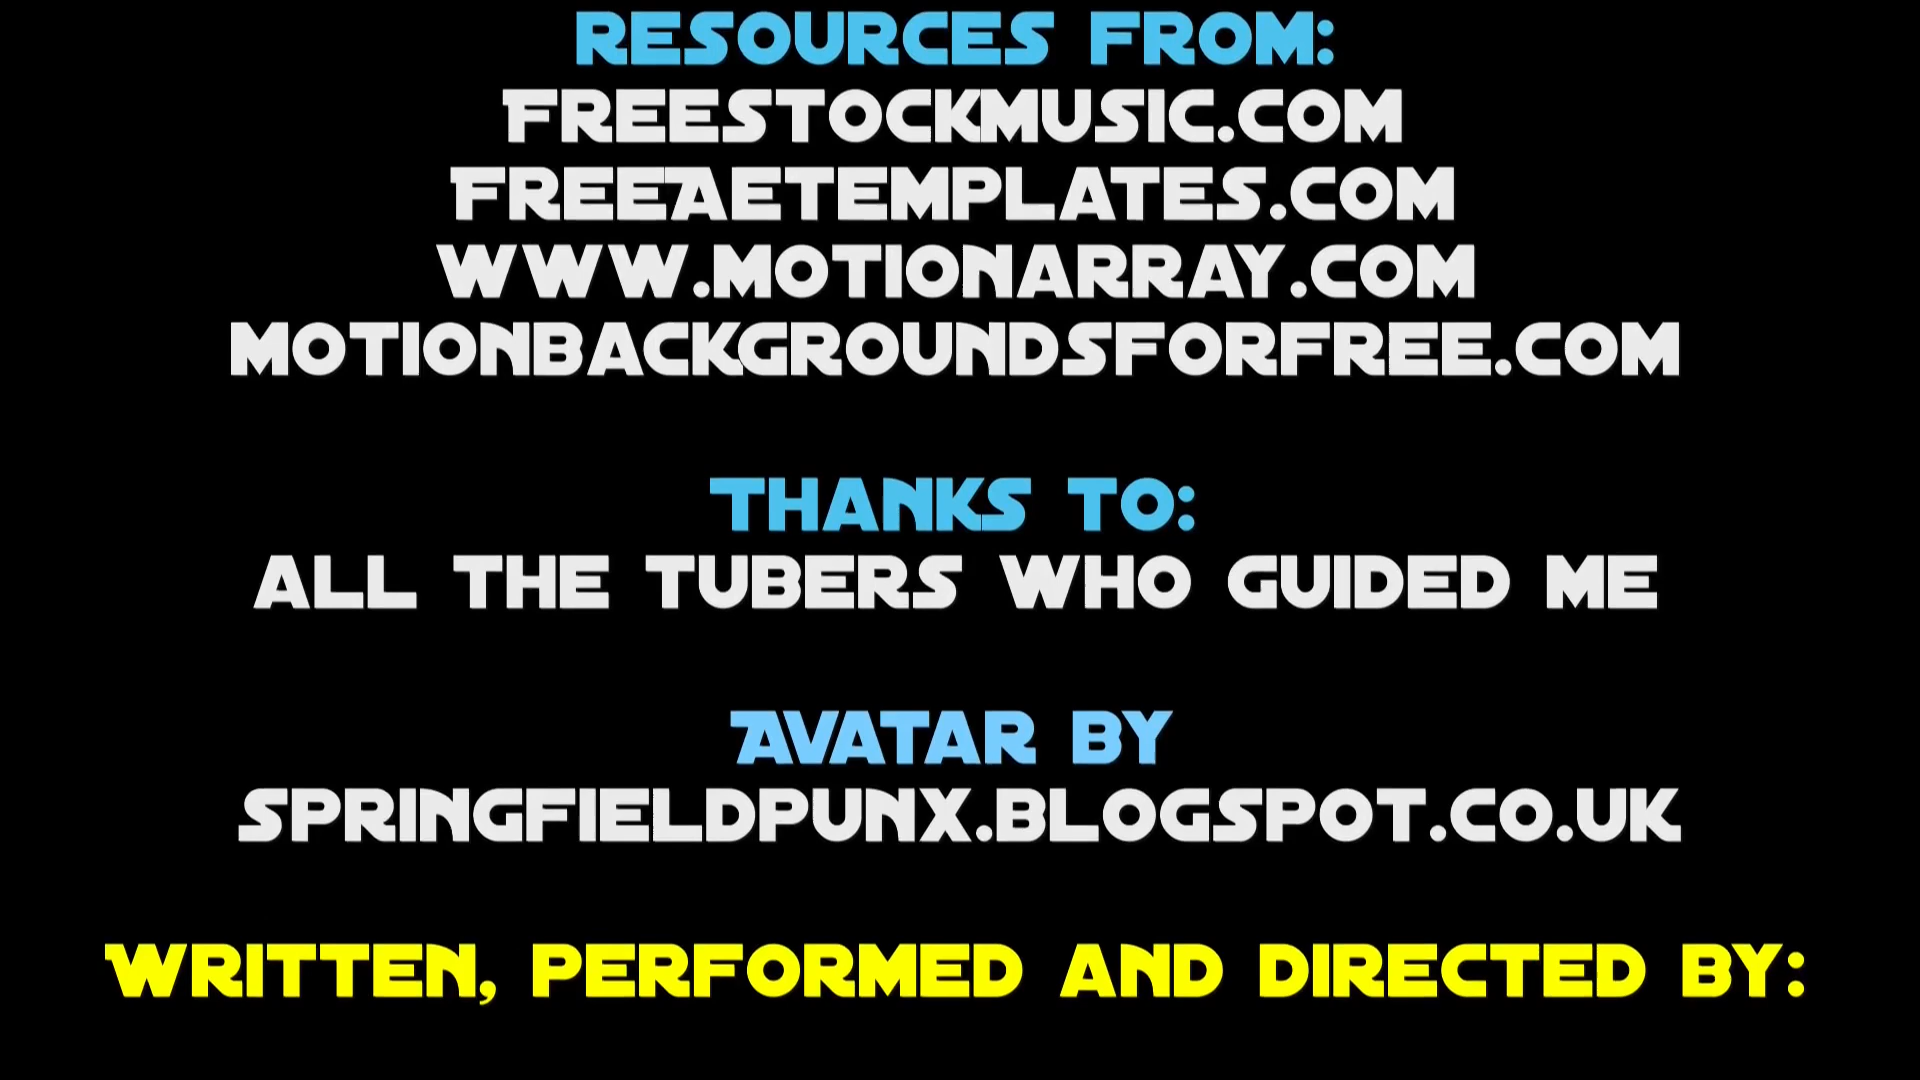 RESOURCES FROM:
FREESTOCKMUSIC.COM
FREEAETEMPLATES.COM
WWW.MOTIONARRAY.COM
MOTIONBACKGROUNDSFORFREE.COM
THANKS TO:
ALL THE TUBERS WHO GUIDED ME
AVATAR BY
SPRINGFIELDPUNX.BLOGSPOT.CO.UK
WRITTEN, PERFORMED AND DIRECTED BY: